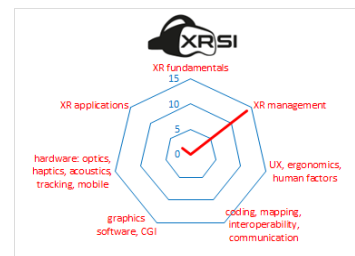 XRSI
XR fundamentals
15
XR applications
10
XR management
5
0
hardware: optics,
haptics, acoustics,
tracking, mobile
UX, ergonomics,
human factors
graphics
software, CGI
coding, mapping,
interoperability,
communication